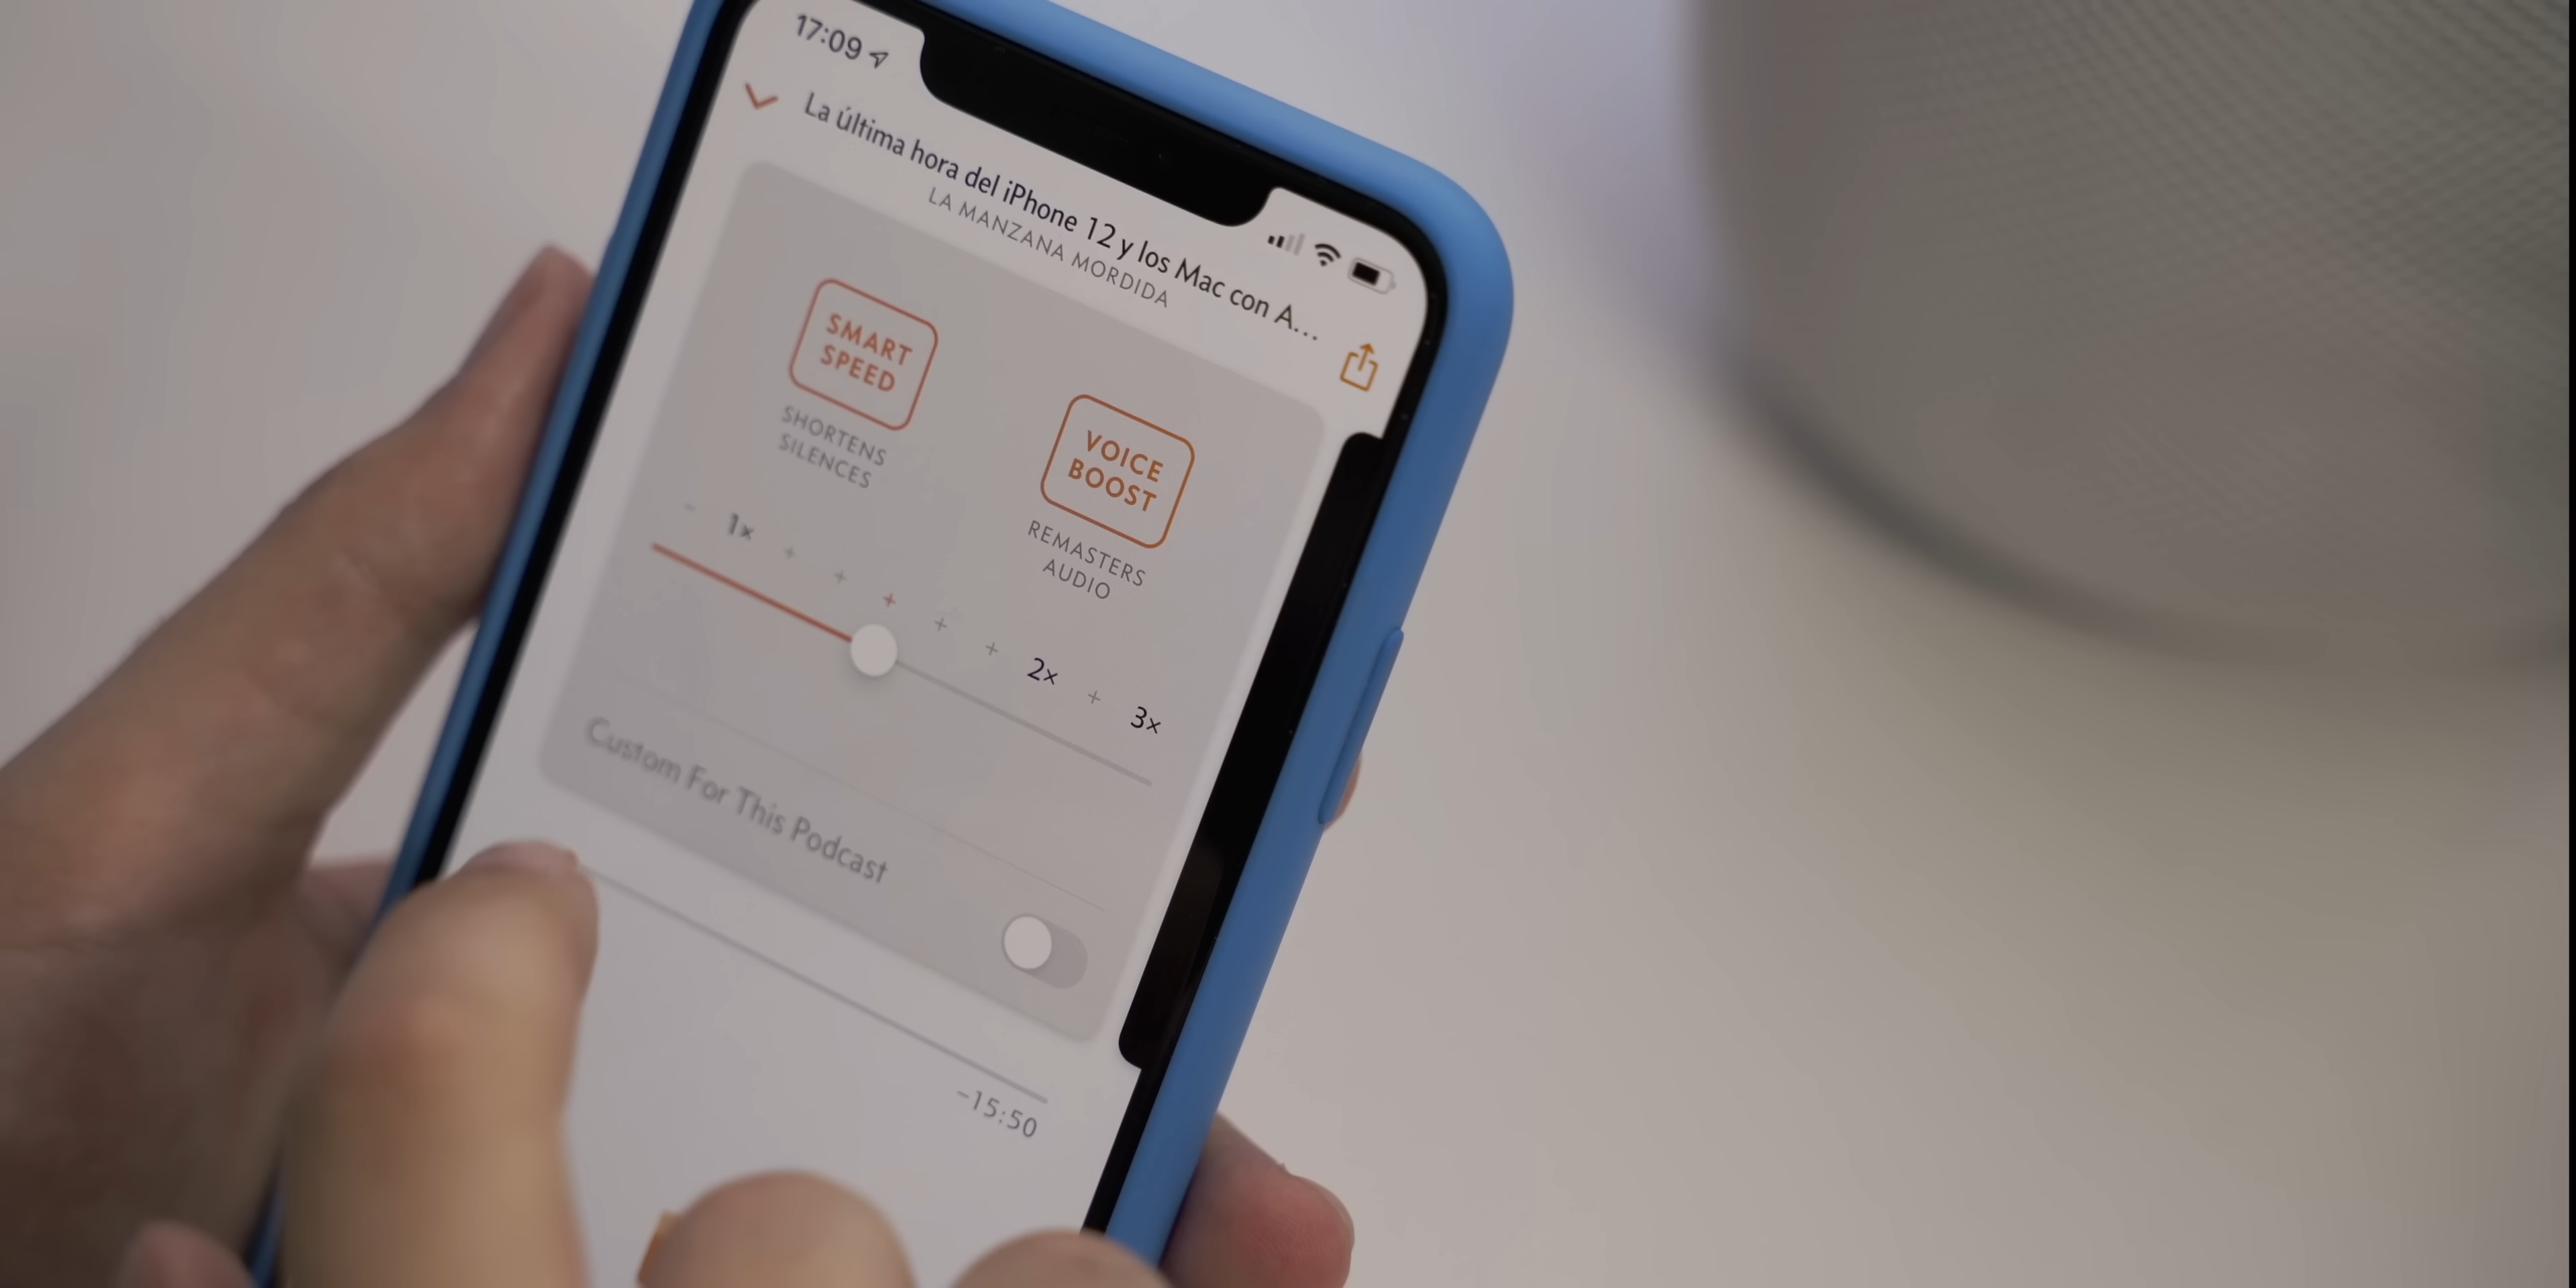 17:09
La última hora del iPhone 12 y los Mac con A...
LA MANZANA MORDIDA
SMART
SPEED
SHORTENS
SILENCES
VOICE
BOOST
REMASTERS
AUDIO
- 1× + + + + + 2× + 3×
Custom For This Podcast
-15:50